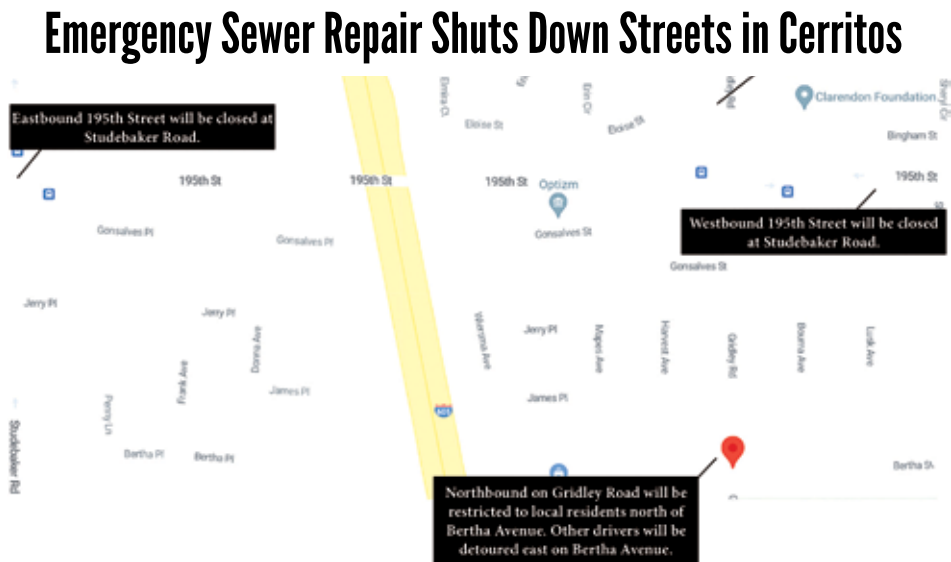 Emergency Sewer Repair Shuts Down Streets in Cerritos
Elmira Ct
Erin Cir
Clarendon Foundation
Eastbound 195th Street will be closed at
Studebaker Road.
Eloise St
Eloise St
Bingham St
195th St
195th St
195th St
195th St
Optizm
Westbound 195th Street will be closed
at Studebaker Road.
Gonsalves Pl
Gonsalves Pl
Gonsalves St
Gonsalves St
Jerry Pl
Jerry Pl
Jerry Pl
Donna Ave
Mapes Ave
Harvest Ave
Gridley Rd
Bouma Ave
Lusk Ave
Frank Ave
James Pl
James Pl
Penny Ln
605
Studebaker Rd
Bertha Pl
Bertha Pl
Bertha St
Northbound on Gridley Road will be
restricted to local residents north of
Bertha Avenue. Other drivers will be
detoured east on Bertha Avenue.